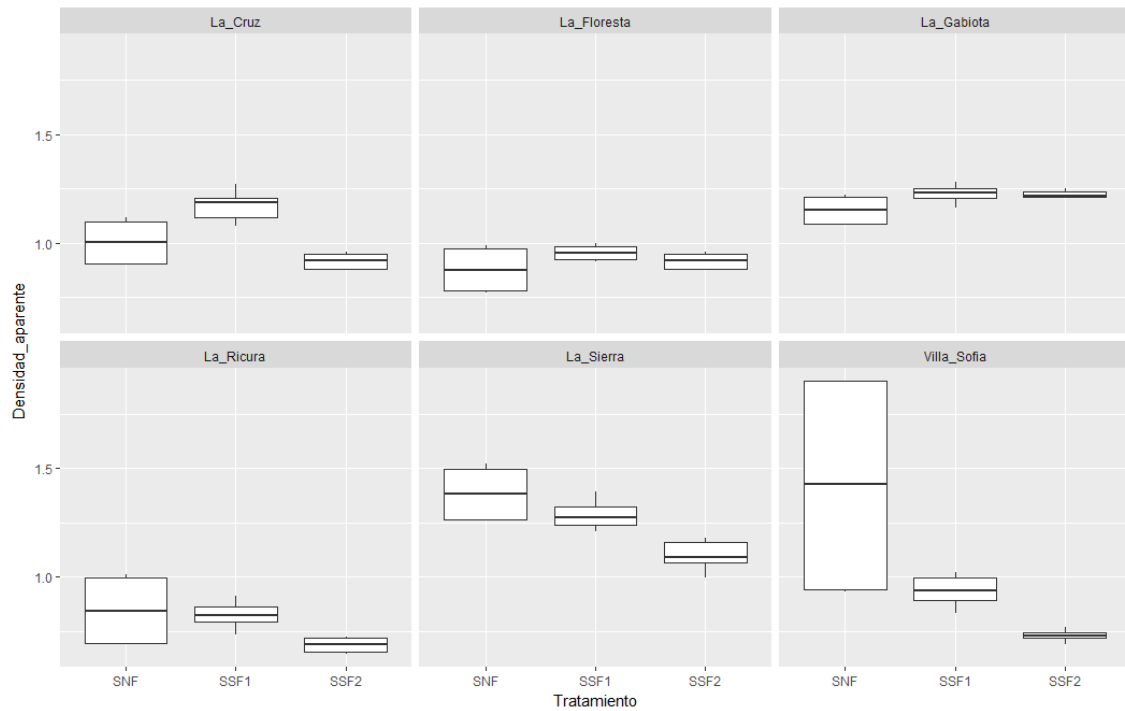 La_Cruz La_Floresta La_Gabiota
1.5
1.0
La_Ricura La_Sierra Villa_Sofia
1.5
1.0
Densidad_aparente
SNF SSF1 SSF2 SNF SSF1 SSF2 SNF SSF1 SSF2
Tratamiento